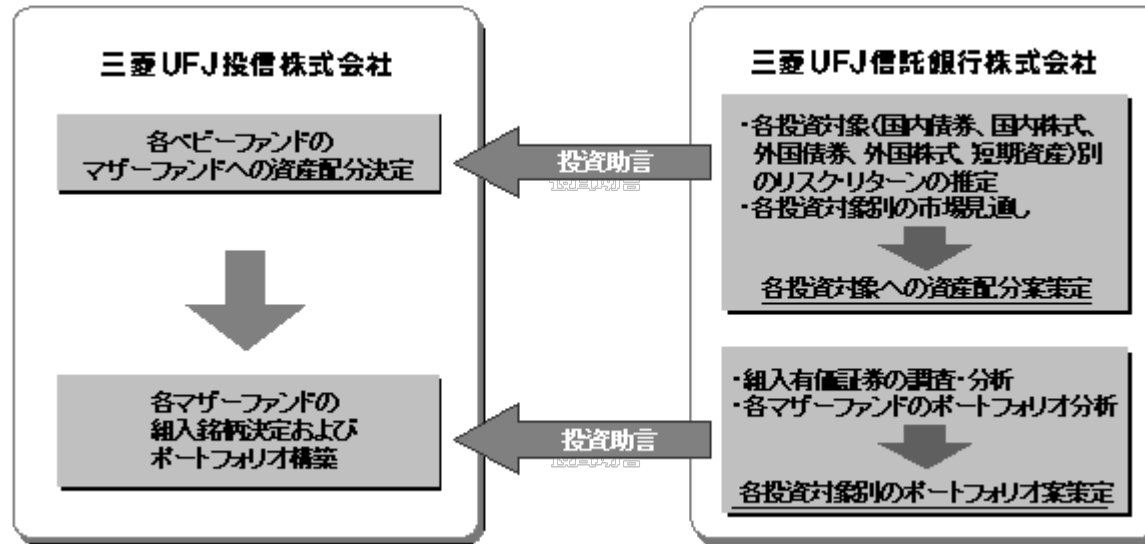 三菱UFJ投信株式会社
各ベビーファンドの
マザーファンドへの資産配分決定
各マザーファンドの
組入銘柄決定および
ポートフォリオ構築
投資助言
投資助言
三菱UFJ信託銀行株式会社
・各投資対象(国内債券、国内株式、
外国債券、外国株式、短期資産)別
のリスク・リターンの推定
・各投資対象別の市場見通し
各投資対象への資産配分案策定
・組入有価証券の調査・分析
・各マザーファンドのポートフォリオ分析
各投資対象別のポートフォリオ案策定